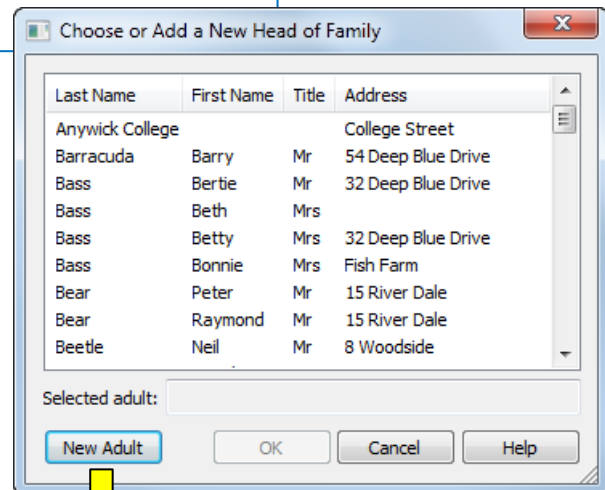 Choose or Add a New Head of Family
Last Name First Name Title Address
Anywick College College Street
Barracuda Barry Mr 54 Deep Blue Drive
Bass Bertie Mr 32 Deep Blue Drive
Bass Beth Mrs
Bass Betty Mrs 32 Deep Blue Drive
Bass Bonnie Mrs Fish Farm
Bear Peter Mr 15 River Dale
Bear Raymond Mr 15 River Dale
Beetle Neil Mr 8 Woodside
Selected adult:
New Adult OK Cancel Help